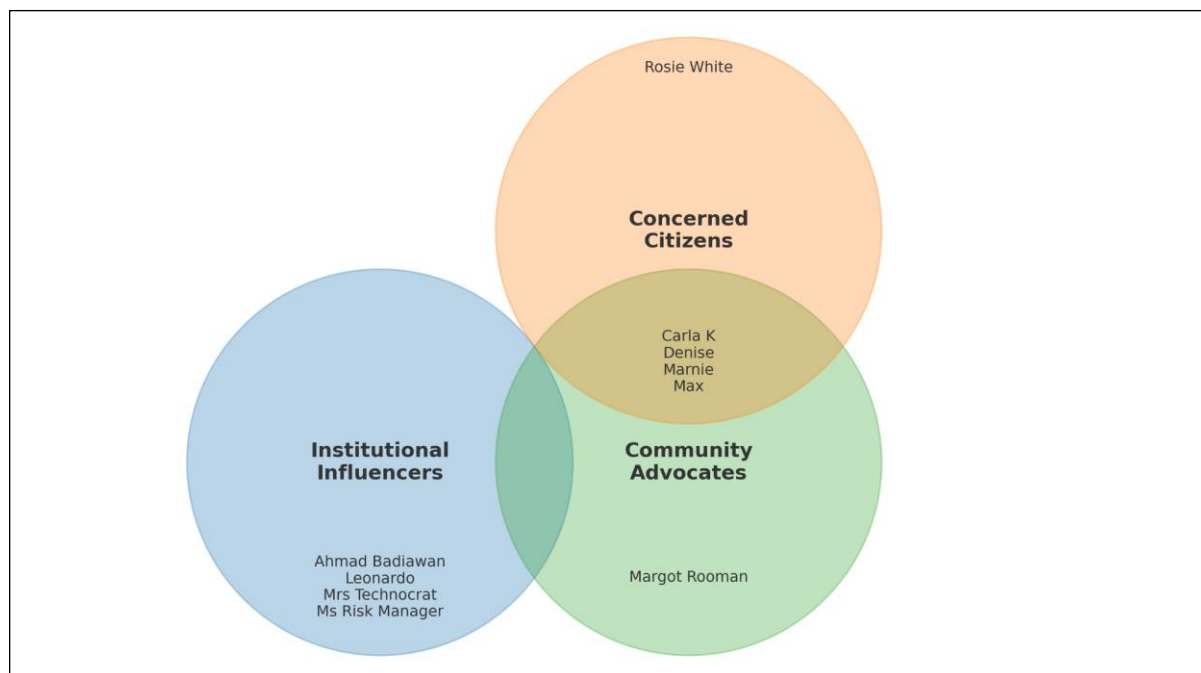 Rosie White
Concerned
Citizens
Carla K
Denise
Marnie
Max
Institutional
Influencers
Community
Advocates
Ahmad Badiawan
Leonardo
Mrs Technocrat
Ms Risk Manager
Margot Rooman